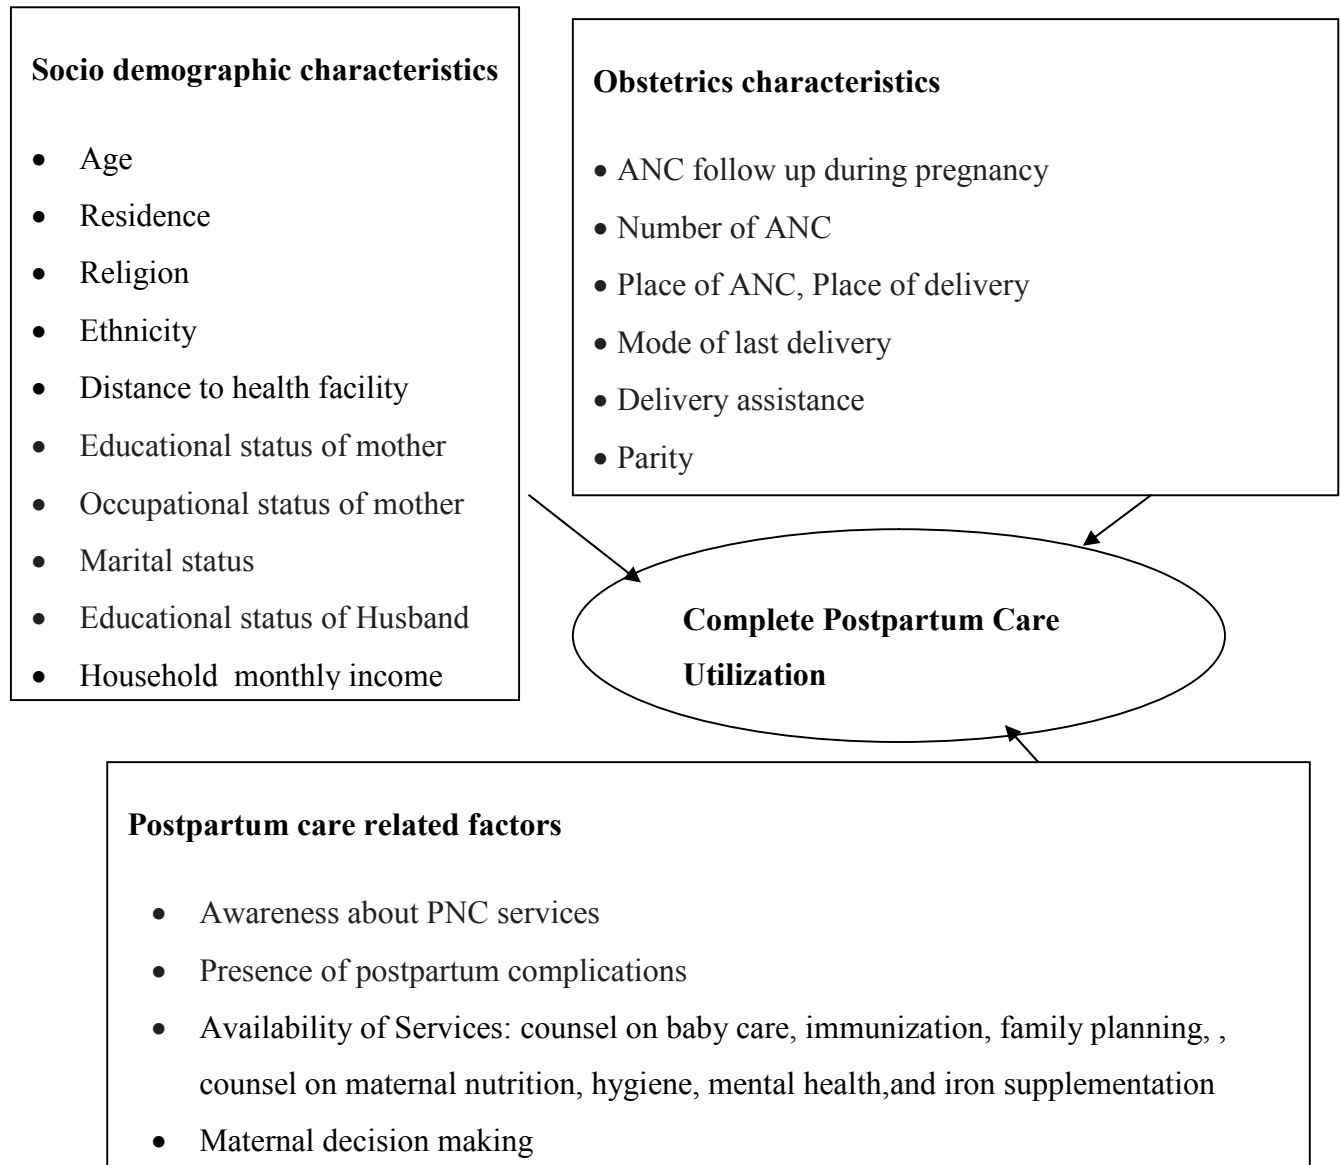 Socio demographic characteristics
• Age
• Residence
• Religion
• Ethnicity
• Distance to health facility
• Educational status of mother
• Occupational status of mother
• Marital status
• Educational status of Husband
• Household monthly income
Obstetrics characteristics
• ANC follow up during pregnancy
• Number of ANC
• Place of ANC, Place of delivery
• Mode of last delivery
• Delivery assistance
• Parity
Complete Postpartum Care
Utilization
Postpartum care related factors
• Awareness about PNC services
• Presence of postpartum complications
• Availability of Services: counsel on baby care, immunization, family planning, ,
counsel on maternal nutrition, hygiene, mental health,and iron supplementation
• Maternal decision making